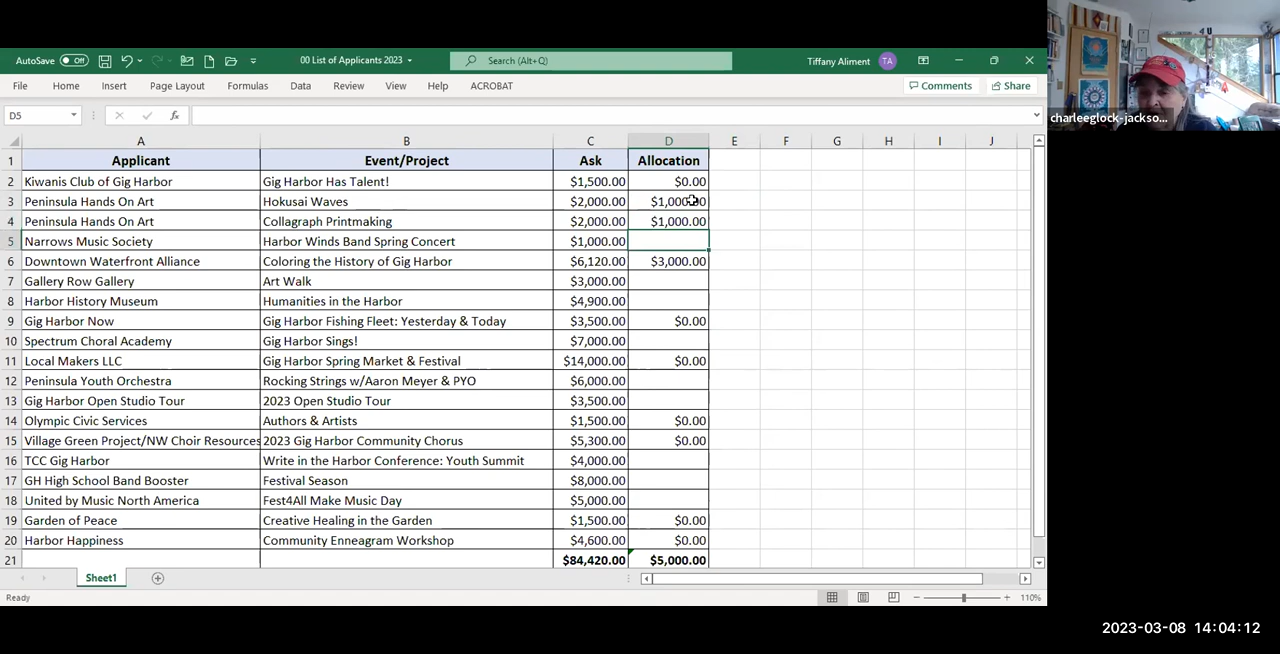 AutoSave Off 00 List of Applicants 2023 Search (Alt+Q) Tiffany Aliment TA
File Home Insert Page Layout Formulas Data Review View Help ACROBAT Comments Share
charleeglock-jackso...
D5 fx
A B C D E F G H I J
1 Applicant Event/Project Ask Allocation
2 Kiwanis Club of Gig Harbor Gig Harbor Has Talent! $1,500.00 $0.00
3 Peninsula Hands On Art Hokusai Waves $2,000.00 $1,000.00
4 Peninsula Hands On Art Collagraph Printmaking $2,000.00 $1,000.00
5 Narrows Music Society Harbor Winds Band Spring Concert $1,000.00
6 Downtown Waterfront Alliance Coloring the History of Gig Harbor $6,120.00 $3,000.00
7 Gallery Row Gallery Art Walk $3,000.00
8 Harbor History Museum Humanities in the Harbor $4,900.00
9 Gig Harbor Now Gig Harbor Fishing Fleet: Yesterday & Today $3,500.00 $0.00
10 Spectrum Choral Academy Gig Harbor Sings! $7,000.00
11 Local Makers LLC Gig Harbor Spring Market & Festival $14,000.00 $0.00
12 Peninsula Youth Orchestra Rocking Strings w/Aaron Meyer & PYO $6,000.00
13 Gig Harbor Open Studio Tour 2023 Open Studio Tour $3,500.00
14 Olympic Civic Services Authors & Artists $1,500.00 $0.00
15 Village Green Project/NW Choir Resources 2023 Gig Harbor Community Chorus $5,300.00 $0.00
16 TCC Gig Harbor Write in the Harbor Conference: Youth Summit $4,000.00
17 GH High School Band Booster Festival Season $8,000.00
18 United by Music North America Fest4All Make Music Day $5,000.00
19 Garden of Peace Creative Healing in the Garden $1,500.00 $0.00
20 Harbor Happiness Community Enneagram Workshop $4,600.00 $0.00
21 $84,420.00 $5,000.00
Sheet1
Ready 110%
2023-03-08 14:04:12